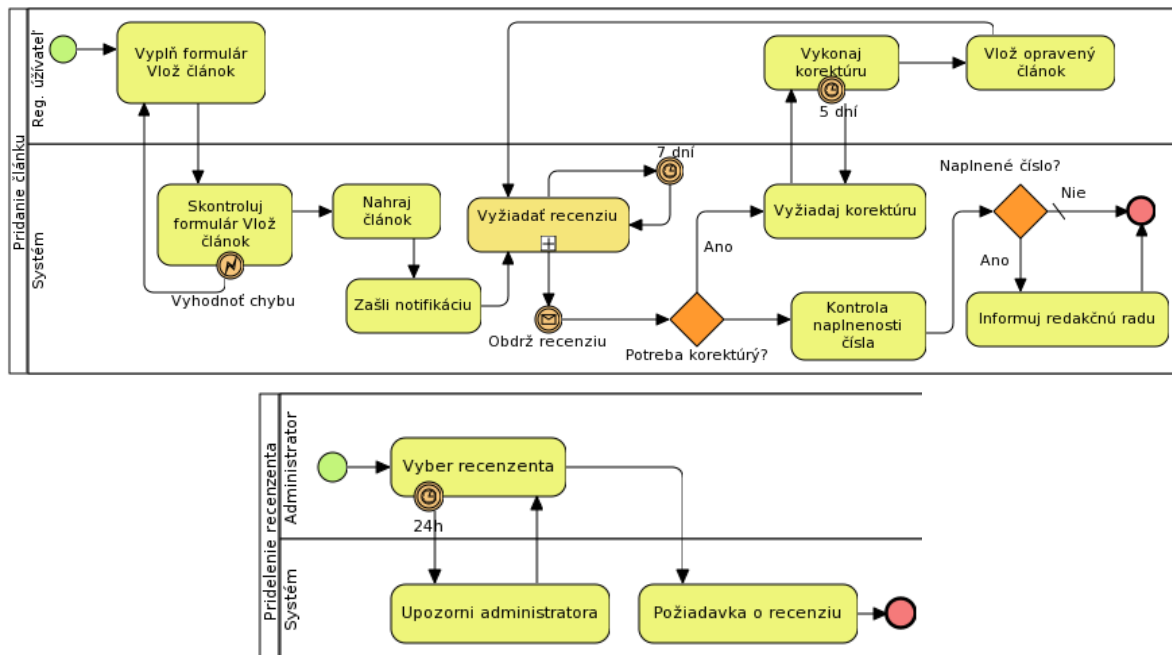 Pridanie článku
Reg. úžívateľ
Vyplň formulár
Vlož článok
Vykonaj
korektúru
5 dní
Vlož opravený
článok
Systém
Skontroluj
formulár Vlož
článok
Vyhodnoť chybu
Nahraj
článok
Zašli notifikáciu
Vyžiadať recenziu
7 dní
Obdrž recenziu
Potreba korektúrý?
Ano
Vyžiadaj korektúru
Kontrola
naplnenosti
čísla
Naplnené číslo?
Nie
Ano
Informuj redakčnú radu
Pridelenie recenzenta
Administrator
Vyber recenzenta
24h
Systém
Upozorni administratora
Požiadavka o recenziu